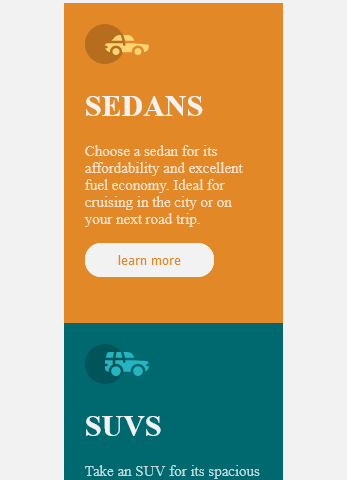 SEDANS
Choose a sedan for its
affordability and excellent
fuel economy. Ideal for
cruising in the city or on
your next road trip.
learn more
SUVS
Take an SUV for its spacious